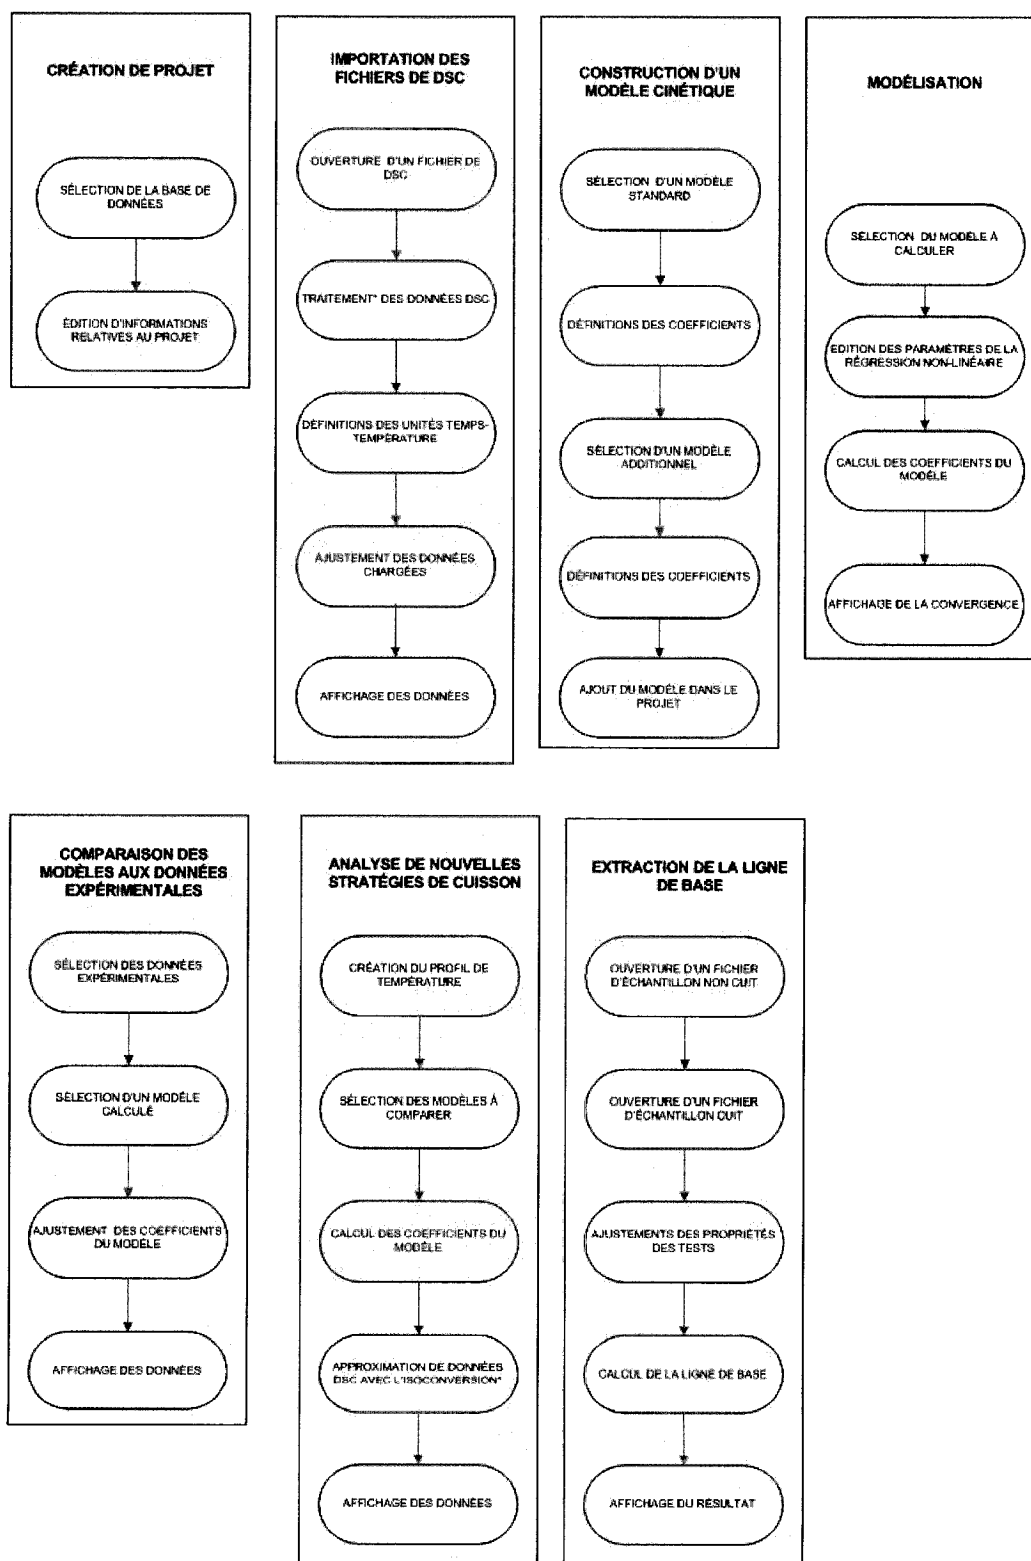 CRÉATION DE PROJET
SÉLECTION DE LA BASE DE
DONNÉES
ÉDITION D'INFORMATIONS
RELATIVES AU PROJET
IMPORTATION DES
FICHIERS DE DSC
OUVERTURE D'UN FICHIER DE
DSC
TRAITEMENT* DES DONNÉES DSC
DÉFINITIONS DES UNITÉS TEMPS-
TEMPÉRATURE
AJUSTEMENT DES DONNÉES
CHARGÉES
AFFICHAGE DES DONNÉES
CONSTRUCTION D'UN
MODÈLE CINÉTIQUE
SÉLECTION D'UN MODÈLE
STANDARD
DÉFINITIONS DES COEFFICIENTS
SÉLECTION D'UN MODÈLE
ADDITIONNEL
DÉFINITIONS DES COEFFICIENTS
AJOUT DU MODÈLE DANS LE
PROJET
MODÉLISATION
SÉLECTION DU MODÈLE À
CALCULER
EDITION DES PARAMÈTRES DE LA
RÉGRESSION NON-LINÉAIRE
CALCUL DES COEFFICIENTS DU
MODÈLE
AFFICHAGE DE LA CONVERGENCE
COMPARAISON DES
MODÈLES AUX DONNÉES
EXPÉRIMENTALES
SÉLECTION DES DONNÉES
EXPÉRIMENTALES
SÉLECTION D'UN MODÈLE
CALCULÉ
AJUSTEMENT DES COEFFICIENTS
DU MODÈLE
AFFICHAGE DES DONNÉES
ANALYSE DE NOUVELLES
STRATÉGIES DE CUISSON
CRÉATION DU PROFIL DE
TEMPÉRATURE
SÉLECTION DES MODÈLES À
COMPARER
CALCUL DES COEFFICIENTS DU
MODÈLE
APPROXIMATION DE DONNÉES
DSC AVEC L'ISOCONVERSION*
AFFICHAGE DES DONNÉES
EXTRACTION DE LA LIGNE
DE BASE
OUVERTURE D'UN FICHIER
D'ÉCHANTILLON NON CUIT
OUVERTURE D'UN FICHIER
D'ÉCHANTILLON CUIT
AJUSTEMENTS DES PROPRIÉTÉS
DES TESTS
CALCUL DE LA LIGNE DE BASE
AFFICHAGE DU RÉSULTAT